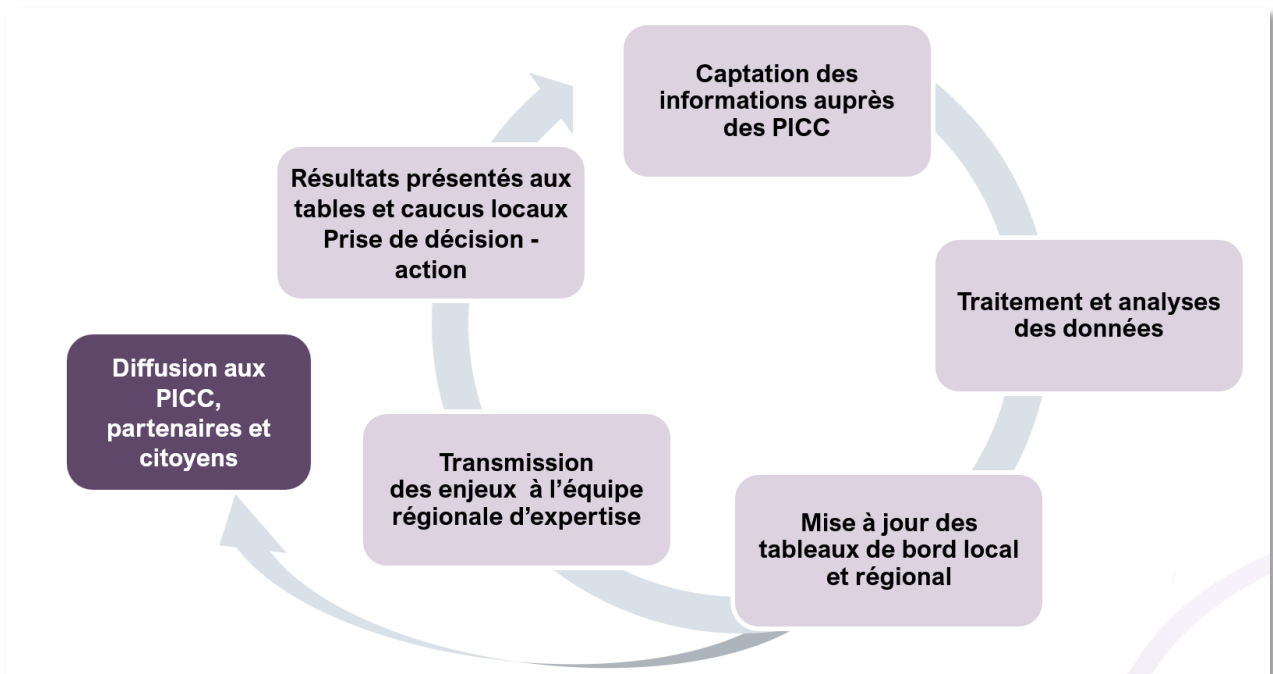 Captation des
informations auprès
des PICC
Traitement et analyses
des données
Mise à jour des
tableaux de bord local
et régional
Transmission
des enjeux  à l’équipe
régionale d’expertise
Résultats présentés aux
tables et caucus locaux
Prise de décision -
action
Diffusion aux
PICC,
partenaires et
citoyens